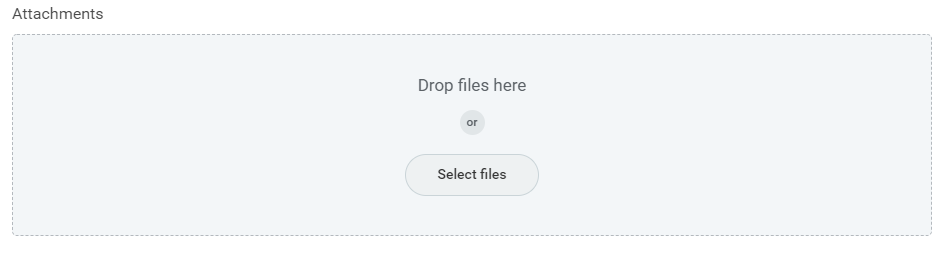 Attachments
Drop files here
or
Select files